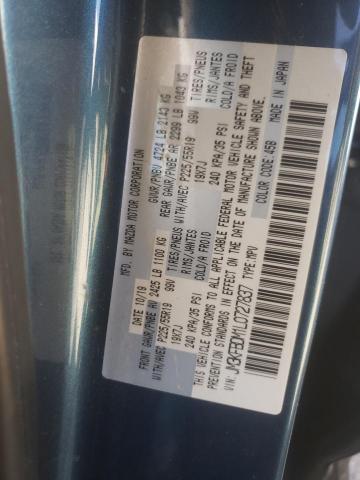 MFD. BY MAZDA MOTOR CORPORATION
DATE 10/19 GVWR/PNBV 4724 LB 2143 KG
FRONT GAWR/PNBE AV 2425 LB 1100 KG REAR GAWR/PNBE AR 2299 LB 1043 KG
WITH/AVEC P225/55R19 99V TIRES/PNEUS WITH/AVEC P225/55R19 99V TIRES/PNEUS
19X7J RIMS/JANTES 19X7J RIMS/JANTES
240 KPA/35 PSI COLD/A FROID 240 KPA/35 PSI COLD/A FROID
THIS VEHICLE CONFORMS TO ALL APPLICABLE FEDERAL MOTOR VEHICLE SAFETY AND THEFT
PREVENTION STANDARDS IN EFFECT ON THE DATE OF MANUFACTURE SHOWN ABOVE.
VIN: JM3KFBDM1L0727837 TYPE:MPV COLOR CODE:45B MADE IN JAPAN